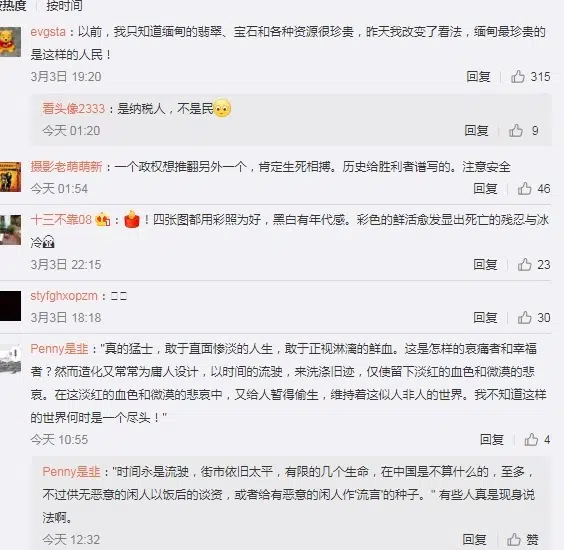 按热度 | 按时间
evgsta：以前，我只知道缅甸的翡翠、宝石和各种资源很珍贵，昨天我改变了看法，缅甸最珍贵的
是这样的人民！
3月3日 19:20 回复 315
看头像2333：是纳税人，不是民
今天 01:20 回复 9
摄影老萌萌新：一个政权想推翻另外一个，肯定生死相搏。历史给胜利者谱写的。注意安全
今天 01:54 回复 46
十三不靠08：！四张图都用彩照为好，黑白有年代感。彩色的鲜活愈发显出死亡的残忍与冰
冷
3月3日 22:15 回复 23
styfghxopzm：
3月3日 18:18 回复 30
Penny是韭："真的猛士，敢于直面惨淡的人生，敢于正视淋漓的鲜血。这是怎样的哀痛者和幸福
者？然而造化又常常为庸人设计，以时间的流驶，来洗涤旧迹，仅使留下淡红的血色和微漠的悲
哀。在这淡红的血色和微漠的悲哀中，又给人暂得偷生，维持着这似人非人的世界。我不知道这样
的世界何时是一个尽头！"
今天 10:55 回复 4
Penny是韭："时间永是流驶，街市依旧太平，有限的几个生命，在中国是不算什么的，至多，
不过供无恶意的闲人以饭后的谈资，或者给有恶意的闲人作'流言'的种子。" 有些人真是现身说
法啊。
今天 12:32 回复 赞